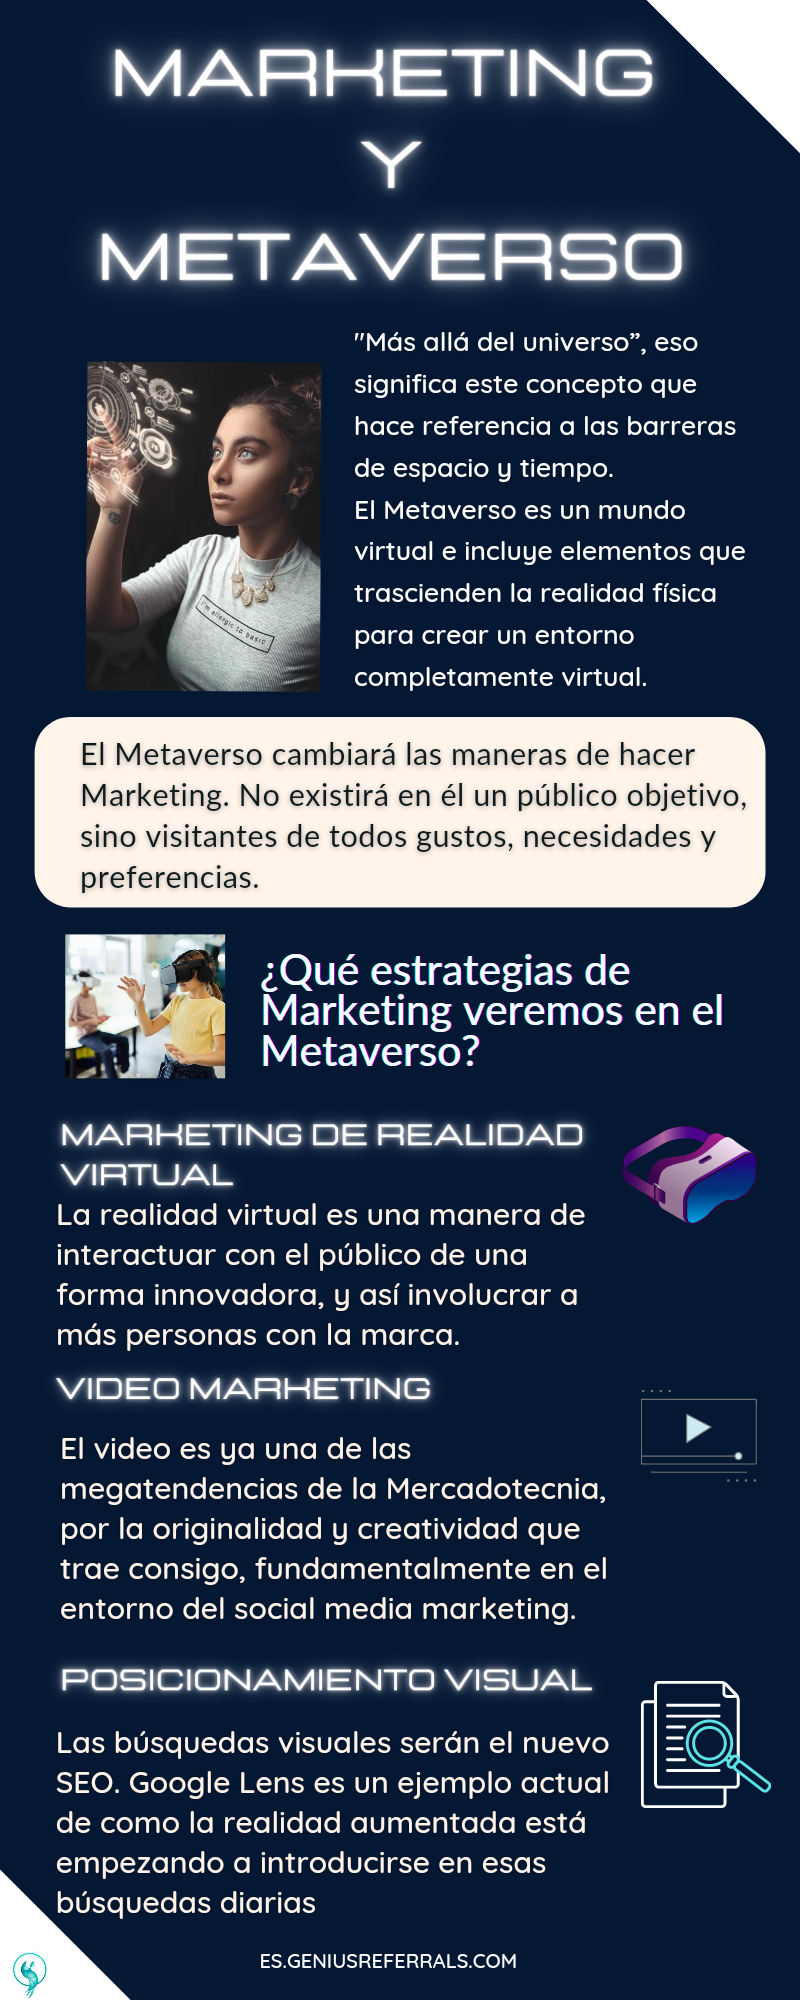 MARKETING
Y
METAVERSO
"Más allá del universo”, eso
significa este concepto que
hace referencia a las barreras
de espacio y tiempo.
El Metaverso es un mundo
virtual e incluye elementos que
trascienden la realidad física
para crear un entorno
completamente virtual.
i'm allergic to basic
El Metaverso cambiará las maneras de hacer
Marketing. No existirá en él un público objetivo,
sino visitantes de todos gustos, necesidades y
preferencias.
¿Qué estrategias de
Marketing veremos en el
Metaverso?
MARKETING DE REALIDAD
VIRTUAL
La realidad virtual es una manera de
interactuar con el público de una
forma innovadora, y así involucrar a
más personas con la marca.
VIDEO MARKETING
El video es ya una de las
megatendencias de la Mercadotecnia,
por la originalidad y creatividad que
trae consigo, fundamentalmente en el
entorno del social media marketing.
POSICIONAMIENTO VISUAL
Las búsquedas visuales serán el nuevo
SEO. Google Lens es un ejemplo actual
de como la realidad aumentada está
empezando a introducirse en esas
búsquedas diarias
ES.GENIUSREFERRALS.COM